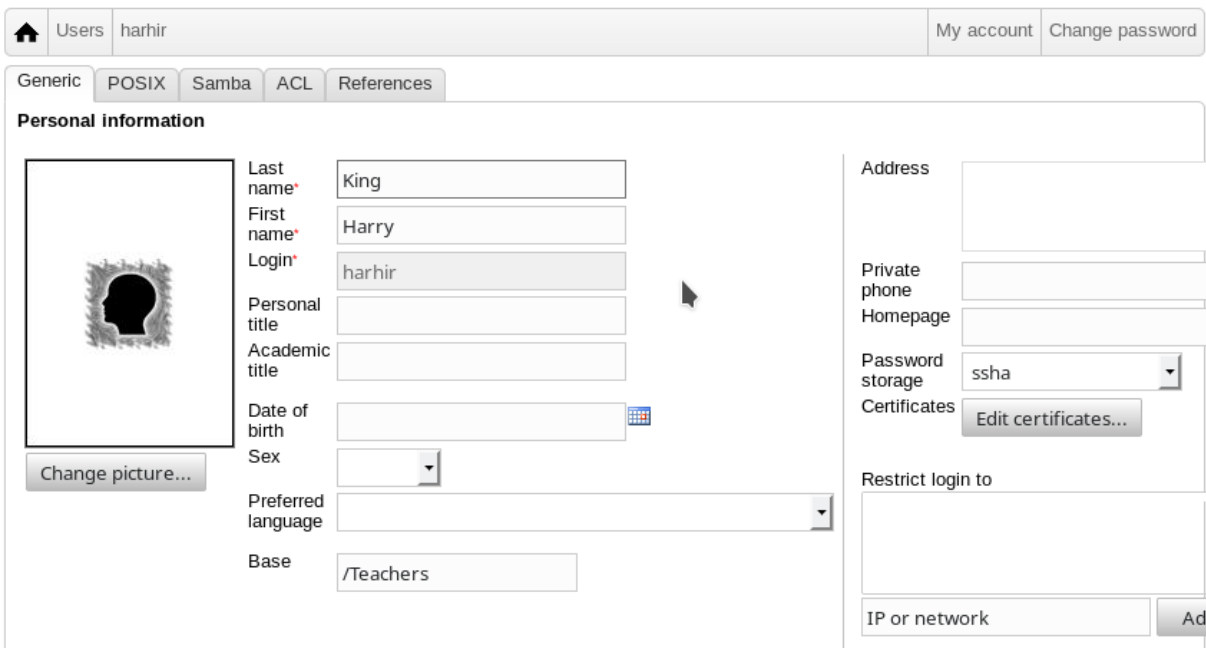 Users harhir My account Change password
Generic POSIX Samba ACL References
Personal information
Last
name*
King
First
name*
Harry
Login*
harhir
Personal
title
Academic
title
Date of
birth
Sex
Preferred
language
Base
/Teachers
Change picture...
Address
Private
phone
Homepage
Password
storage
ssha
Certificates
Edit certificates...
Restrict login to
IP or network
Ad